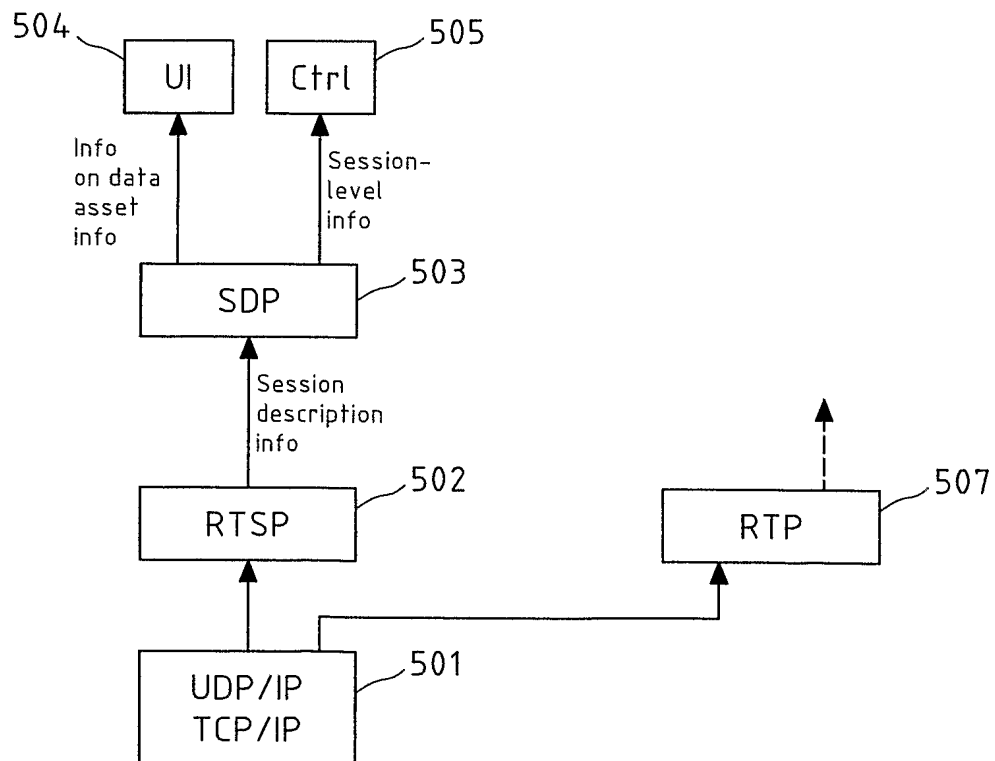 504
505
UI
Ctrl
Info
on data
asset
info
Session-
level
info
503
SDP
Session
description
info
502
RTSP
507
RTP
501
UDP/IP
TCP/IP